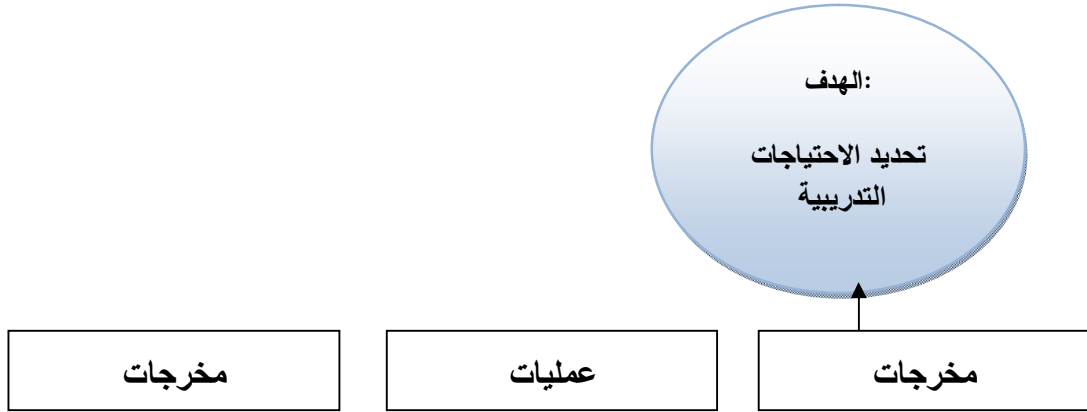 الهدف:
تحديد الاحتياجات
التدريبية
مخرجات
عمليات
مخرجات